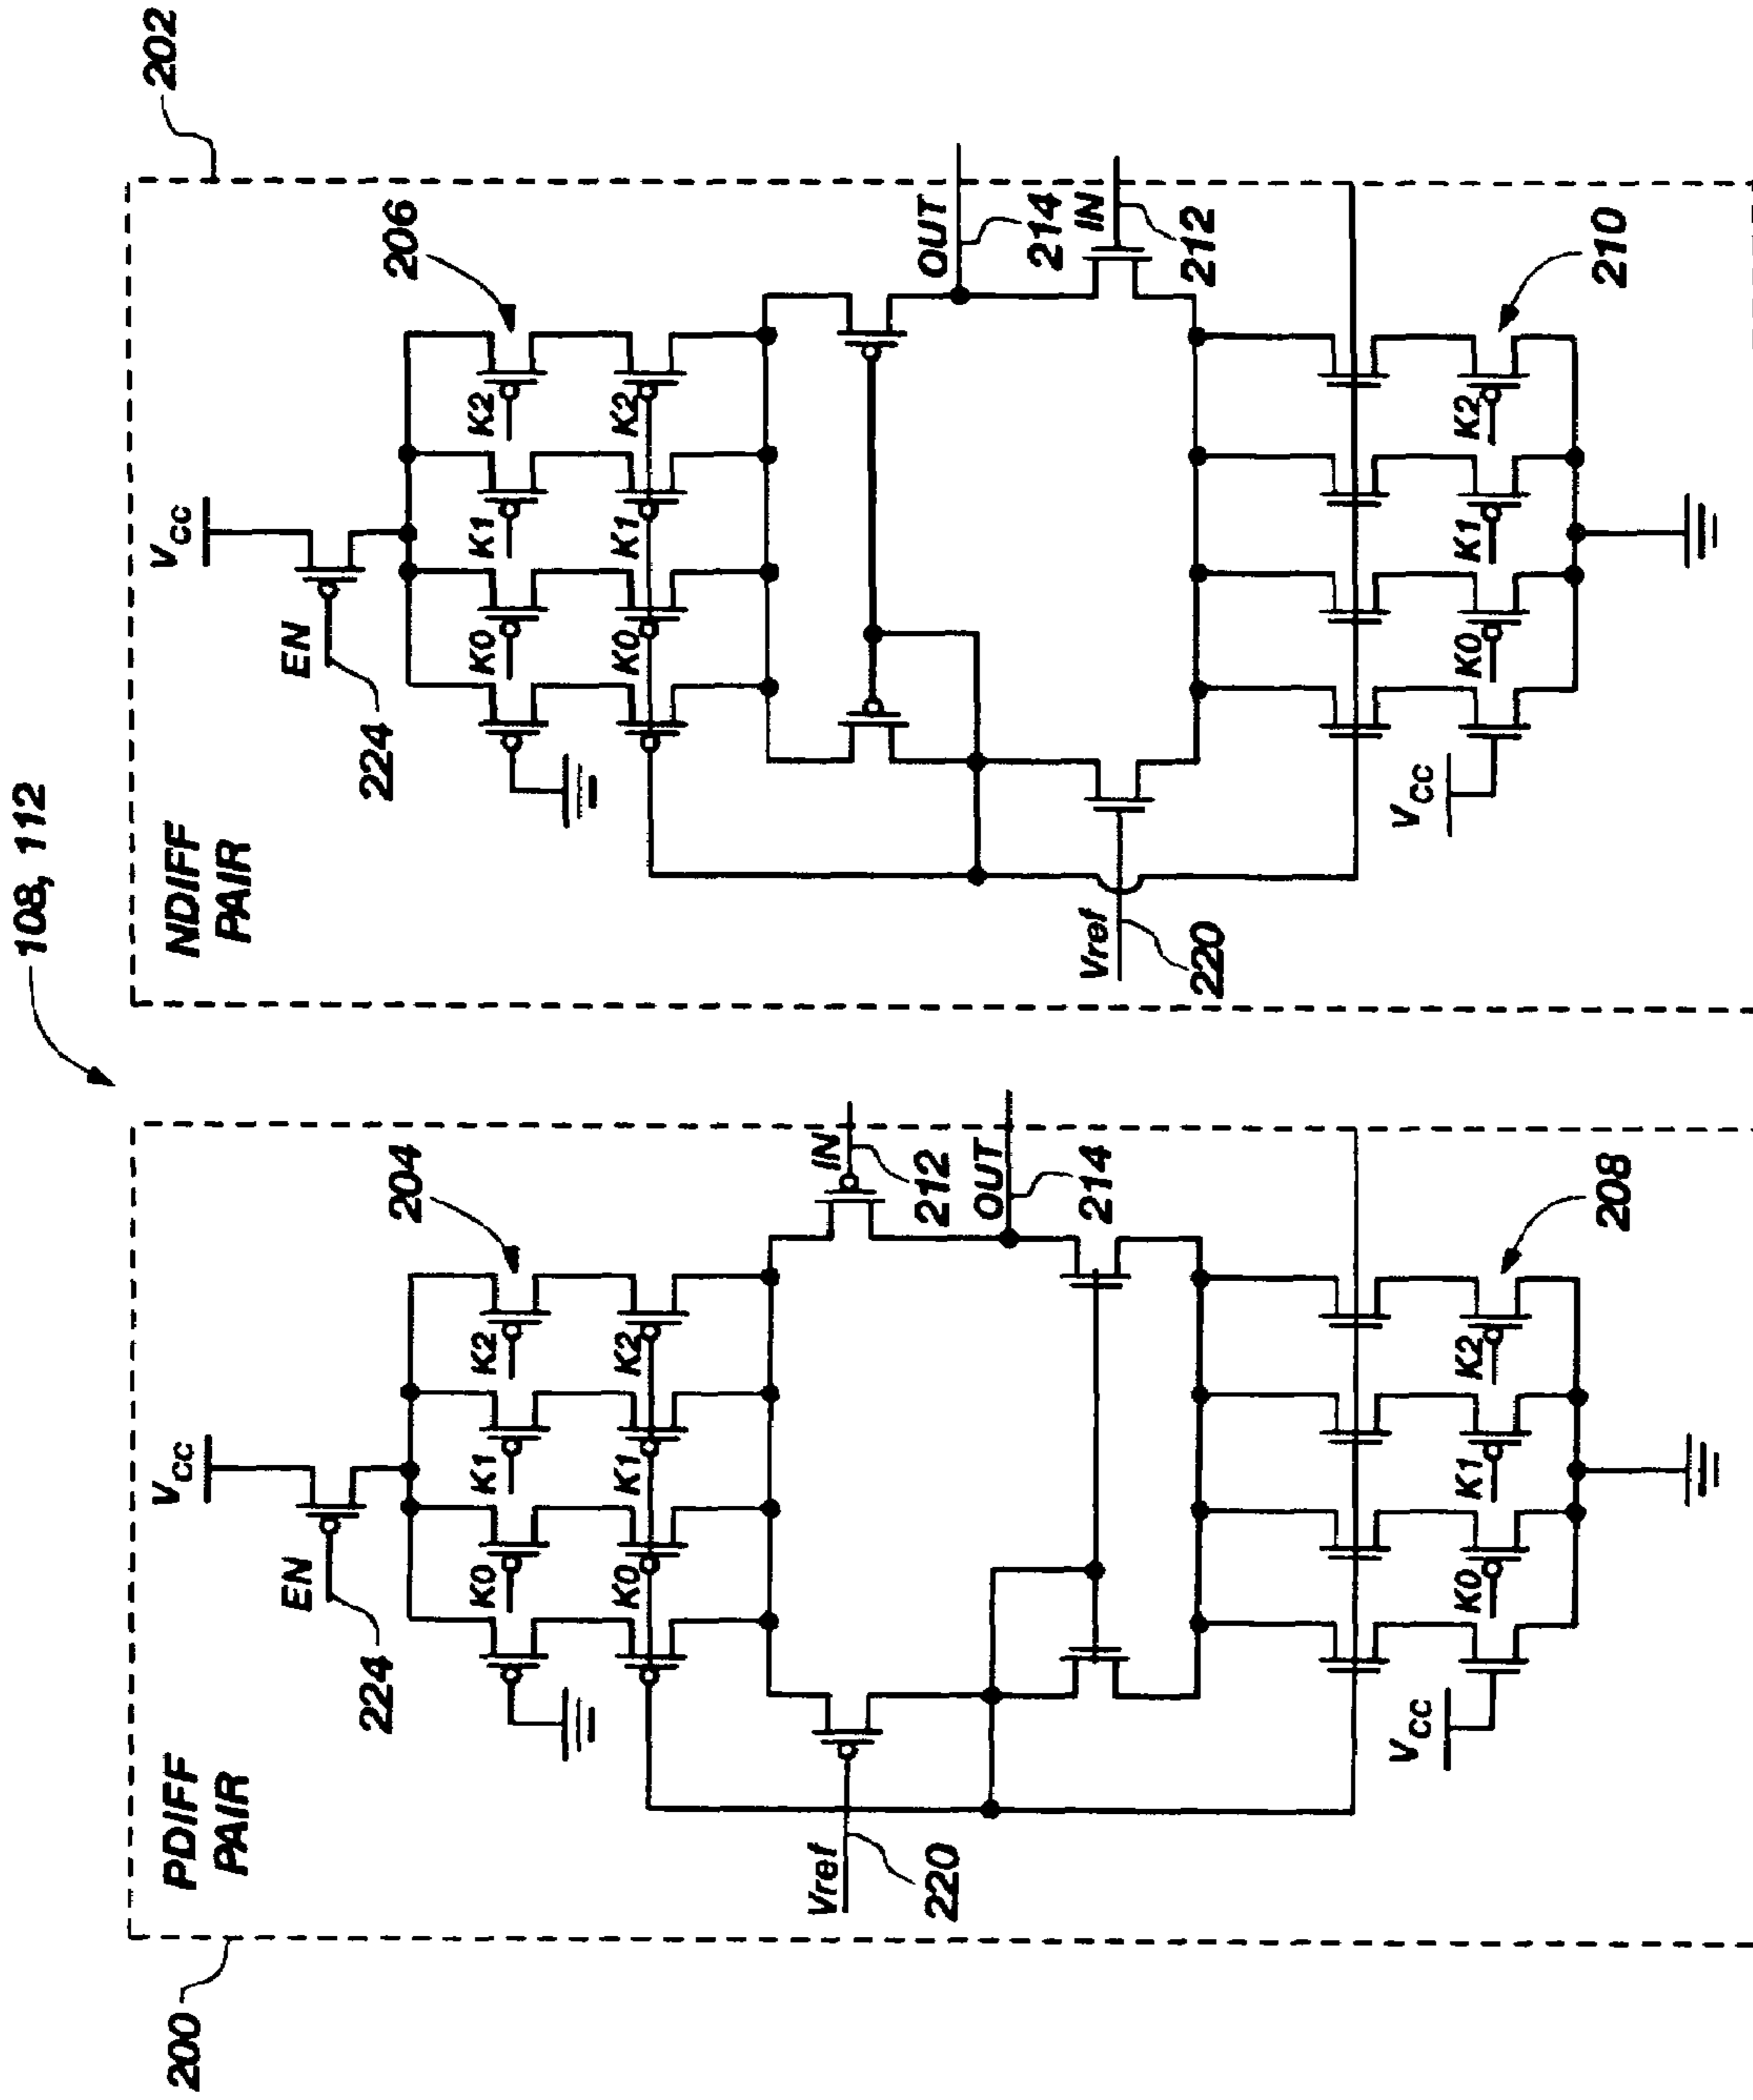 108, 112
200
PDIFF
PAIR
Vcc
EN
224
204
K0
K1
K2
K0
K1
K2
Vref
220
IN
212
OUT
214
Vcc
K0
K1
K2
208
202
NDIFF
PAIR
Vcc
EN
224
206
K0
K1
K2
K0
K1
K2
OUT
214
IN
212
Vref
220
Vcc
K0
K1
K2
210